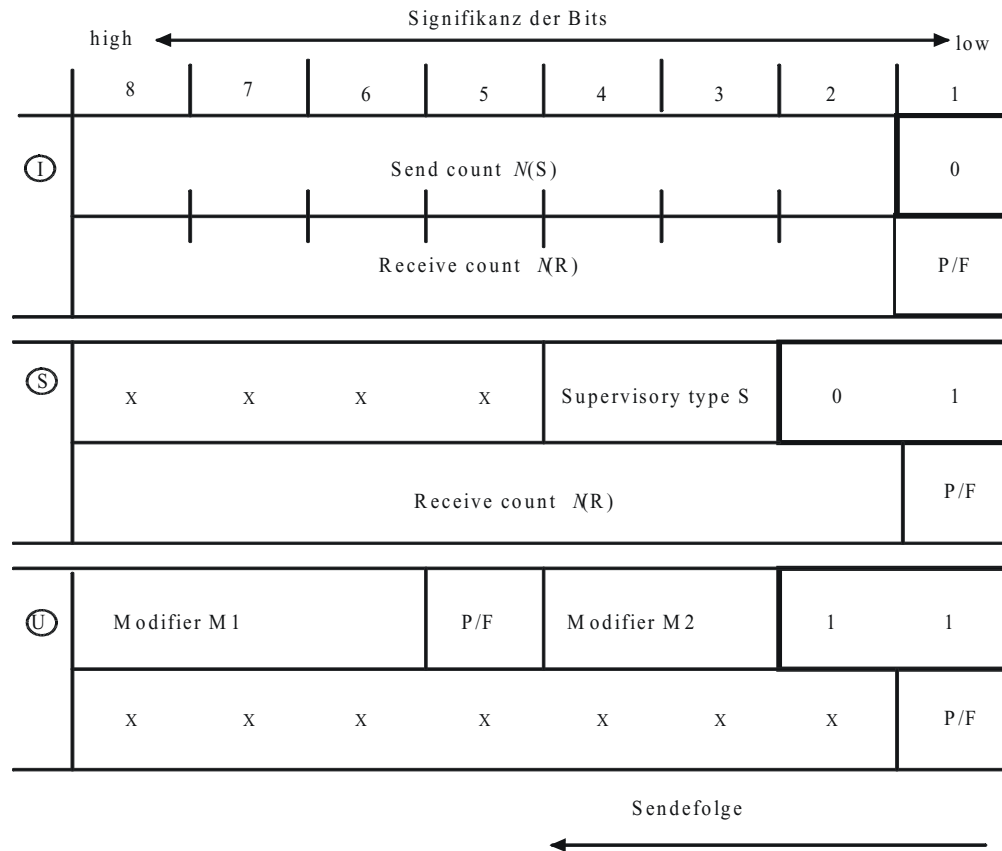 Signifikanz der Bits
high low
8 7 6 5 4 3 2 1
I Send count N(S) 0
Receive count N(R) P/F
S X X X X Supervisory type S 0 1
Receive count N(R) P/F
U Modifier M1 P/F Modifier M2 1 1
X X X X X X X P/F
Sendefolge